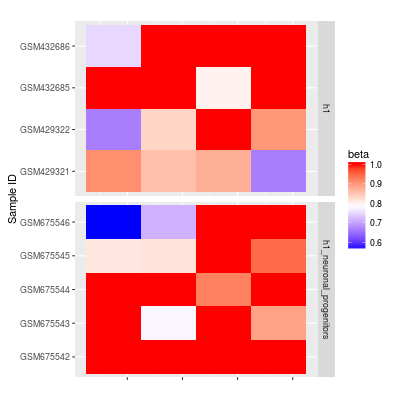 Sample ID
GSM432686
GSM432685
GSM429322
GSM429321
h1
GSM675546
GSM675545
GSM675544
GSM675543
GSM675542
h1_neuronal_progenitors
beta
1.0
0.9
0.8
0.7
0.6